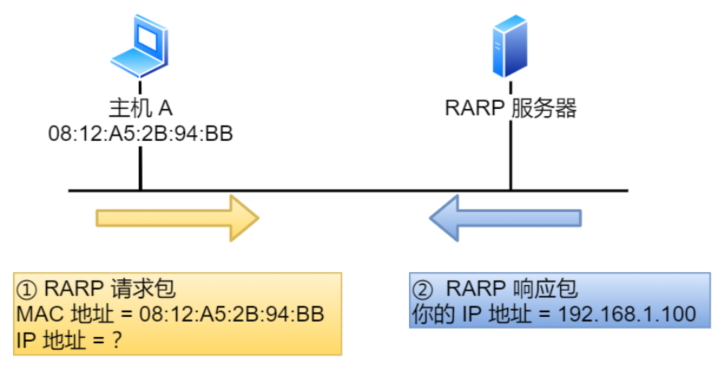 主机 A
08:12:A5:2B:94:BB
RARP 服务器
① RARP 请求包
MAC 地址 = 08:12:A5:2B:94:BB
IP 地址 = ?
② RARP 响应包
你的 IP 地址 = 192.168.1.100